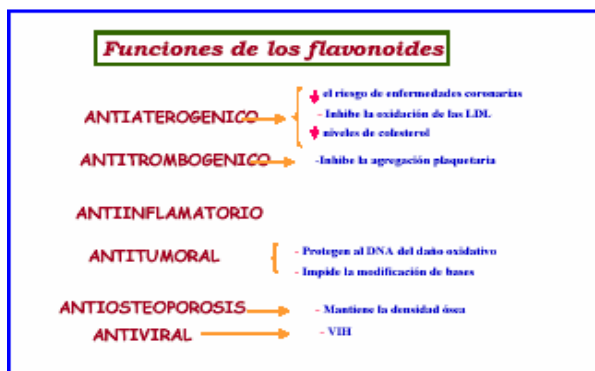 Funciones de los flavonoides
el riesgo de enfermedades coronarias
ANTIATEROGENICO - Inhibe la oxidación de las LDL
niveles de colesterol
ANTITROMBOGENICO -Inhibe la agregación plaquetaria
ANTIINFLAMATORIO
ANTITUMORAL
- Protegen al DNA del daño oxidativo
- Impide la modificación de bases
ANTIOSTEOPOROSIS - Mantiene la densidad ósea
ANTIVIRAL - VIH